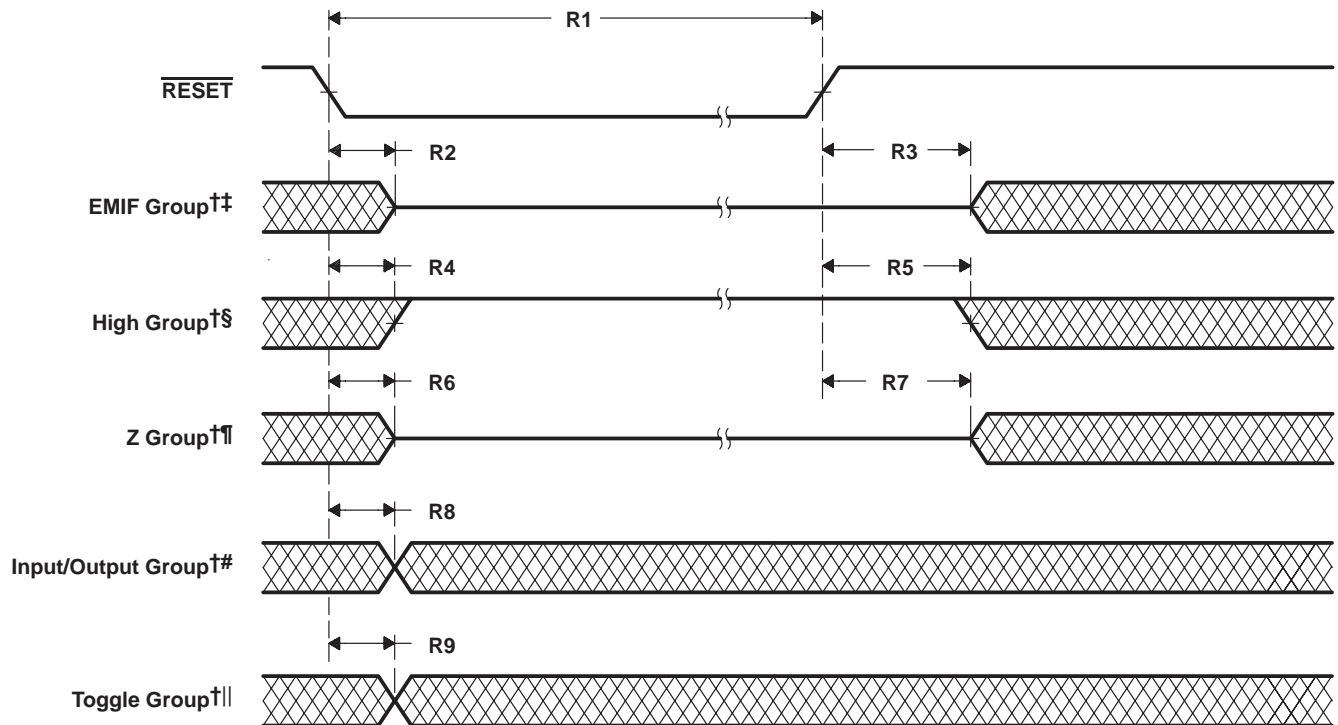 R1
RESET
R2
R3
EMIF Group†‡
R4
R5
High Group†§
R6
R7
Z Group†¶
R8
Input/Output Group†#
R9
Toggle Group†||